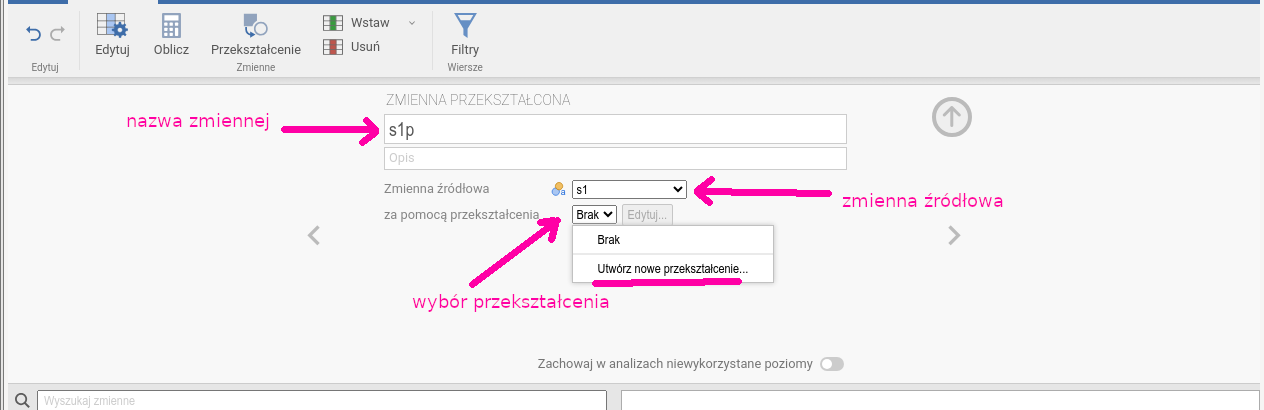 Wstaw
Edytuj Oblicz Przekształcenie Usuń Filtry
Edytuj Zmienne Wiersze
ZMIENNA PRZEKSZTAŁCONA
nazwa zmiennej
s1p
Opis
Zmienna źródłowa a s1
zmienna źródłowa
za pomocą przekształcenia Brak Edytuj...
Brak
Utwórz nowe przekształcenie...
wybór przekształcenia
Zachowaj w analizach niewykorzystane poziomy
Wyszukaj zmienne